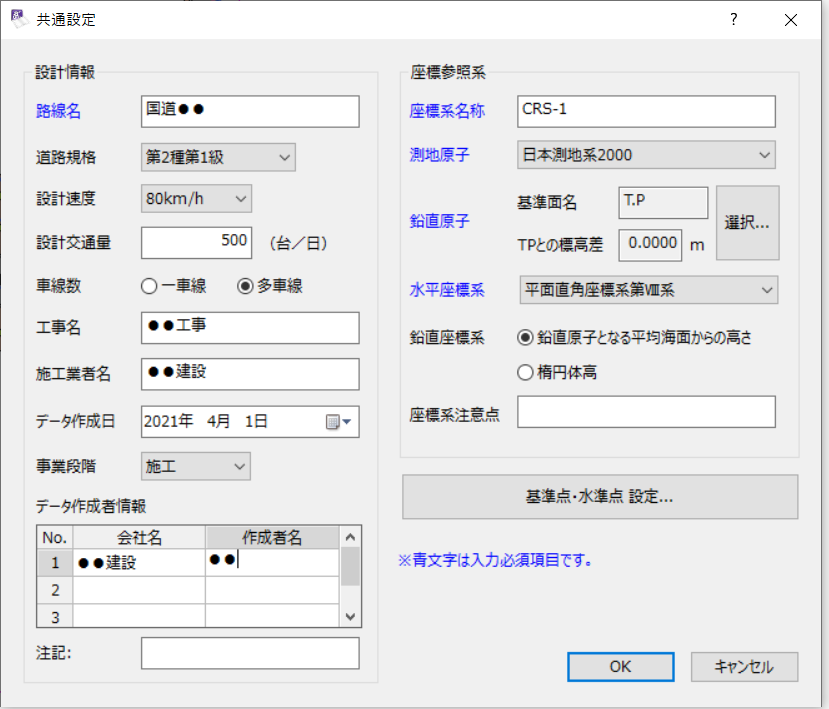 共通設定
?
設計情報
路線名 国道●●
道路規格 第2種第1級
設計速度 80km/h
設計交通量 500 (台／日)
車線数 一車線 多車線
工事名 ●●工事
施工業者名 ●●建設
データ作成日 2021年 4月 1日
事業段階 施工
データ作成者情報
No. 会社名 作成者名
1 ●●建設 ●●
2
3
注記:
座標参照系
座標系名称 CRS-1
測地原子 日本測地系2000
鉛直原子
基準面名 T.P
TPとの標高差 0.0000 m
選択...
水平座標系 平面直角座標系第Ⅷ系
鉛直座標系 鉛直原子となる平均海面からの高さ
楕円体高
座標系注意点
基準点・水準点 設定...
※青文字は入力必須項目です。
OK キャンセル